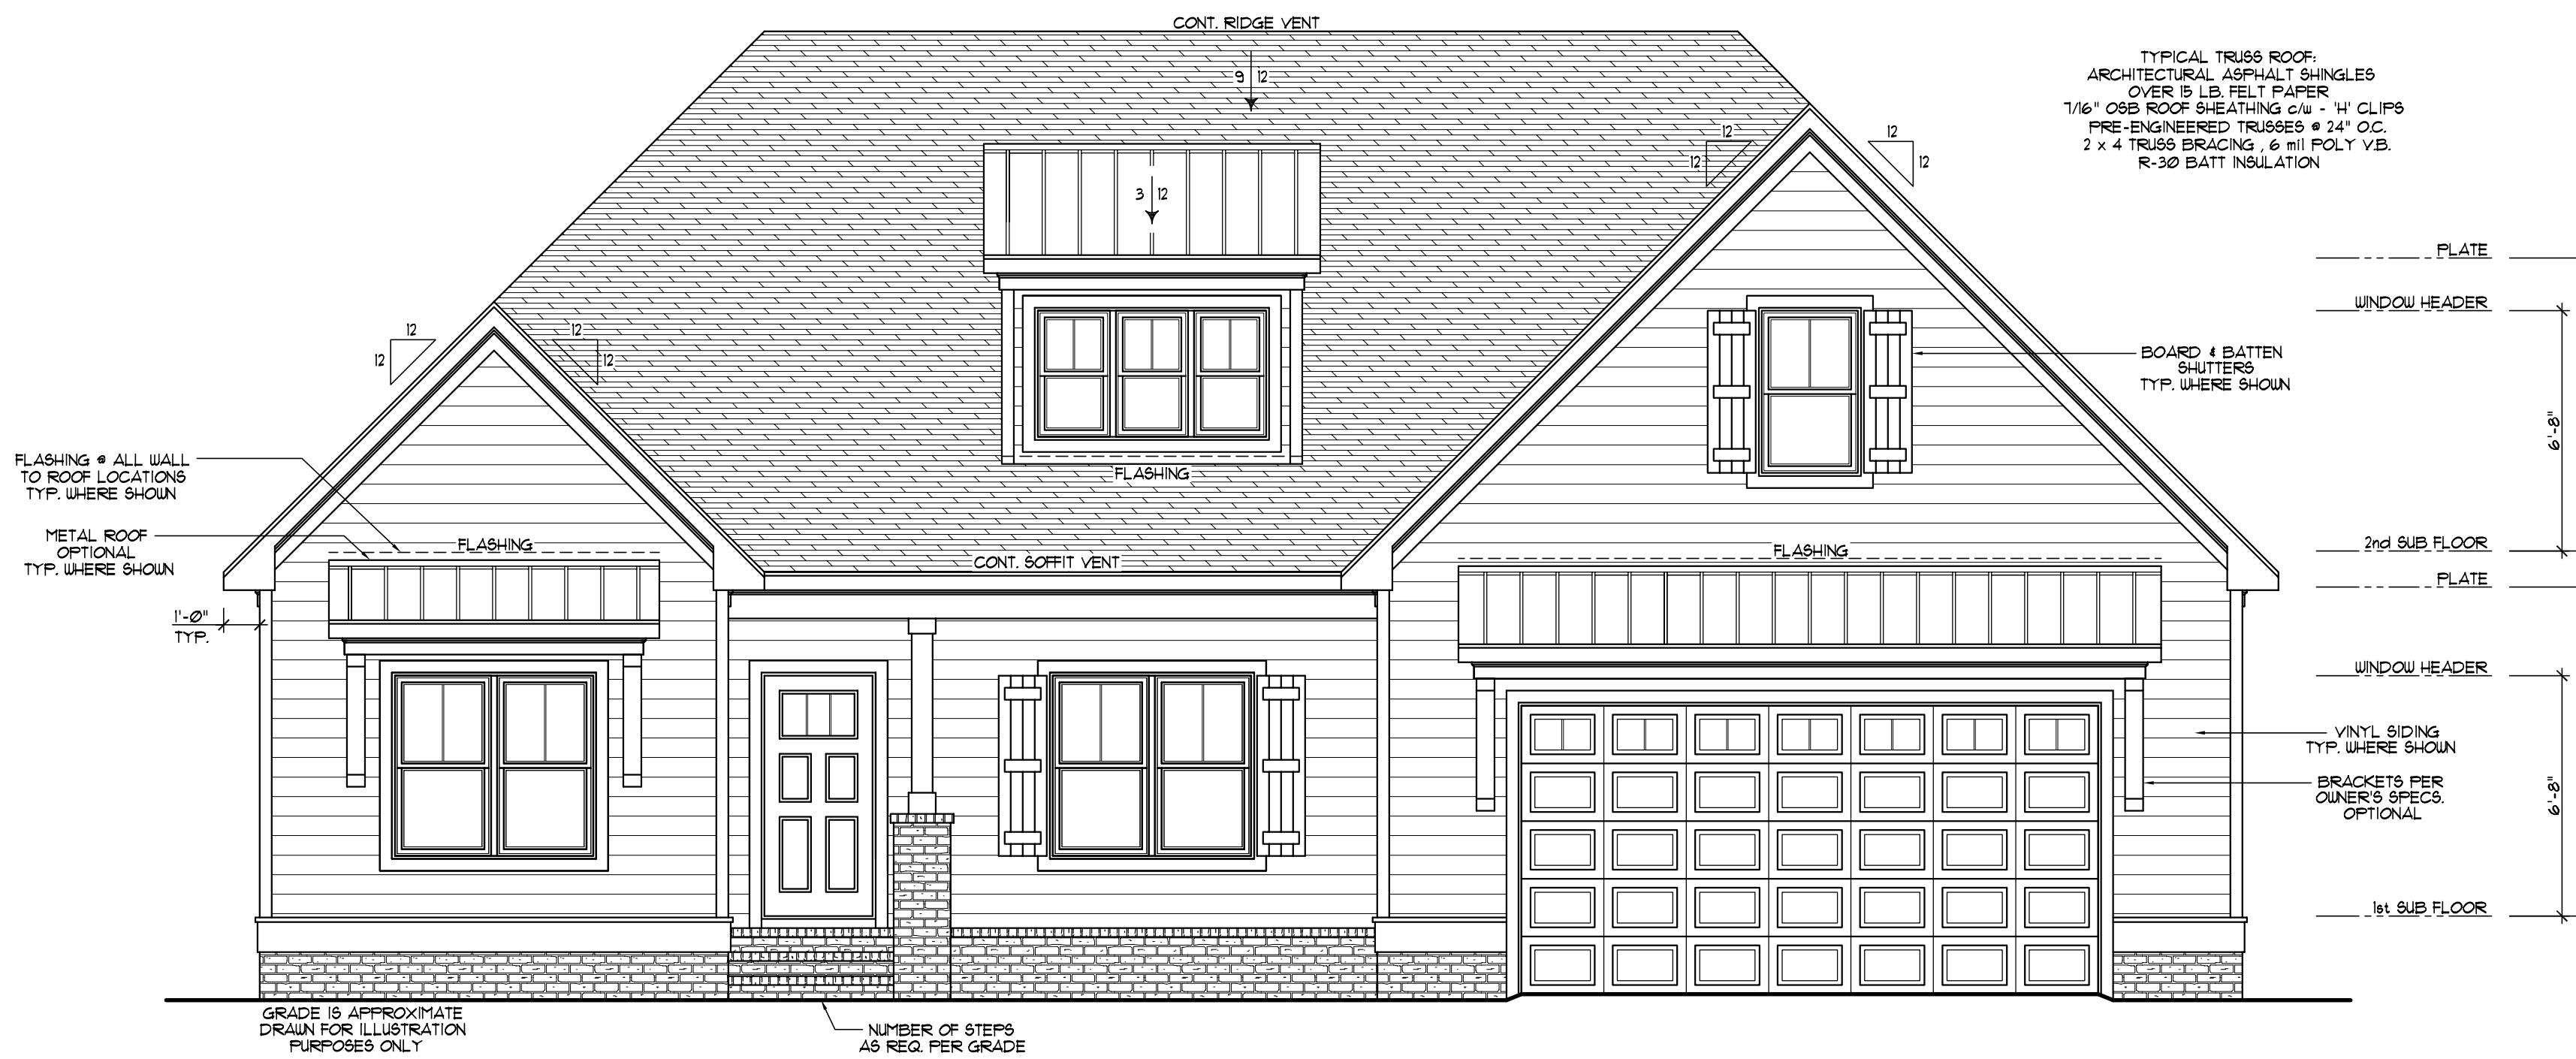 CONT. RIDGE VENT
9 12
TYPICAL TRUSS ROOF:
ARCHITECTURAL ASPHALT SHINGLES
OVER 15 LB. FELT PAPER
7/16" OSB ROOF SHEATHING c/w - 'H' CLIPS
PRE-ENGINEERED TRUSSES @ 24" O.C.
2 x 4 TRUSS BRACING , 6 mil POLY V.B.
R-30 BATT INSULATION
12
12
12
12
3 12
PLATE
WINDOW HEADER
12
12
12
12
BOARD & BATTEN
SHUTTERS
TYP. WHERE SHOWN
6'-8"
FLASHING @ ALL WALL
TO ROOF LOCATIONS
TYP. WHERE SHOWN
FLASHING
METAL ROOF
OPTIONAL
TYP. WHERE SHOWN
FLASHING
CONT. SOFFIT VENT
FLASHING
2nd SUB FLOOR
PLATE
1'-0"
TYP.
WINDOW HEADER
VINYL SIDING
TYP. WHERE SHOWN
BRACKETS PER
OWNER'S SPECS.
OPTIONAL
6'-8"
1st SUB FLOOR
GRADE IS APPROXIMATE
DRAWN FOR ILLUSTRATION
PURPOSES ONLY
NUMBER OF STEPS
AS REQ. PER GRADE